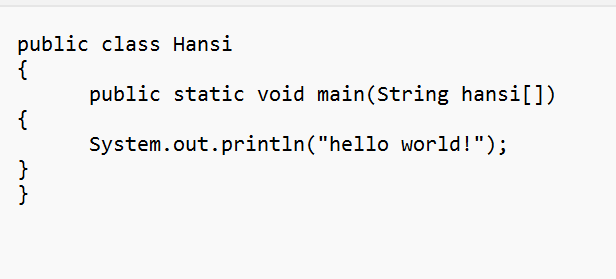 public class Hansi
{
public static void main(String hansi[])
{
System.out.println("hello world!");
}
}